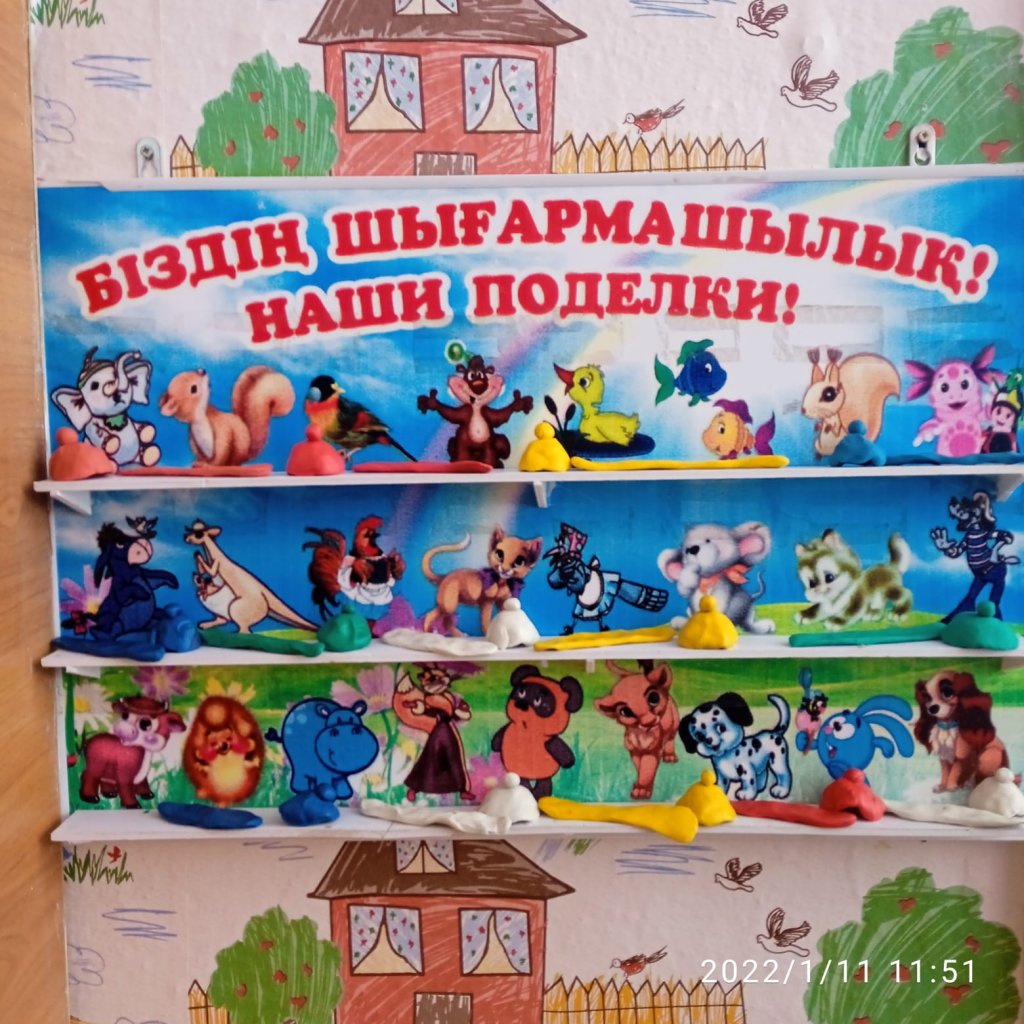 БІЗДІҢ ШЫҒАРМАШЫЛЫҚ!
НАШИ ПОДЕЛКИ!
2022/1/11 11:51